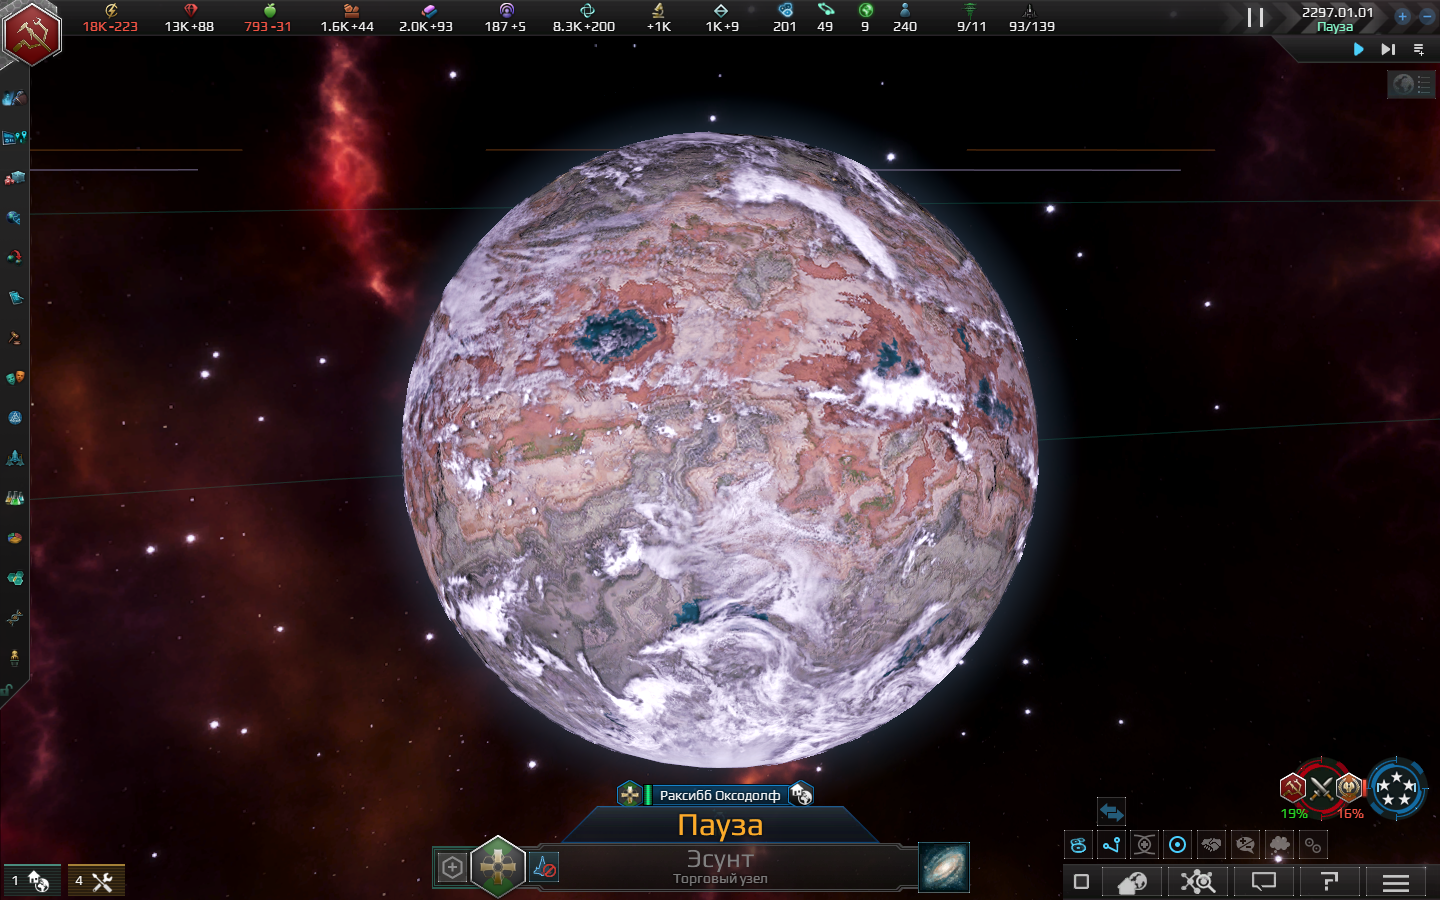 18K-223 13K+88 793-31 1.6K+44 2.0K+93 187+5 8.3K+200 +1K 1K+9 201 49 9 240 9/11 93/139
2297.01.01
Пауза
Раксибб Оксодолф
Пауза
Эсунт
Торговый узел
19% 16%
1 4